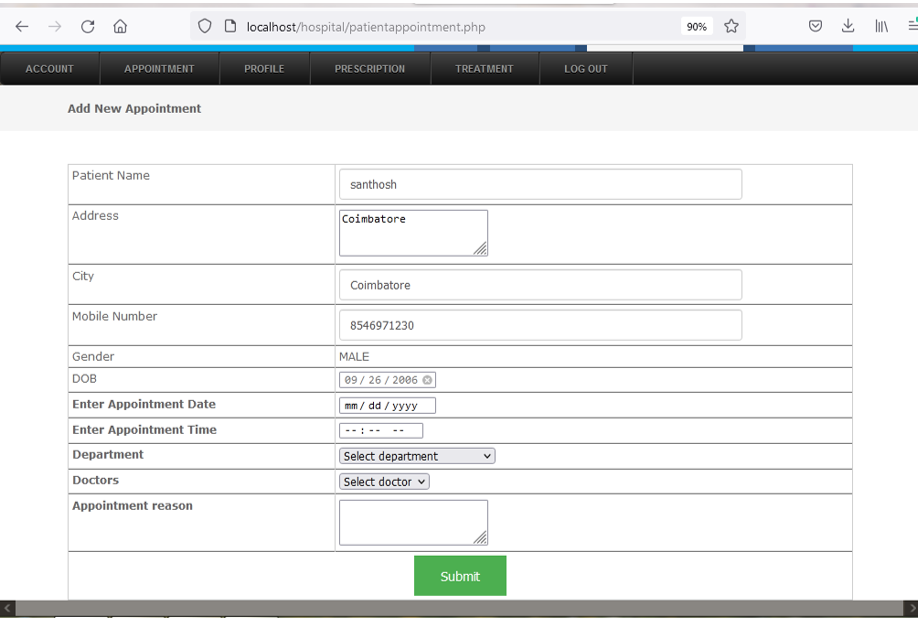 localhost/hospital/patientappointment.php 90%
ACCOUNT APPOINTMENT PROFILE PRESCRIPTION TREATMENT LOG OUT
Add New Appointment
Patient Name santhosh
Address Coimbatore
City Coimbatore
Mobile Number 8546971230
Gender MALE
DOB 09/26/2006
Enter Appointment Date mm/dd/yyyy
Enter Appointment Time --:-- --
Department Select department
Doctors Select doctor
Appointment reason
Submit